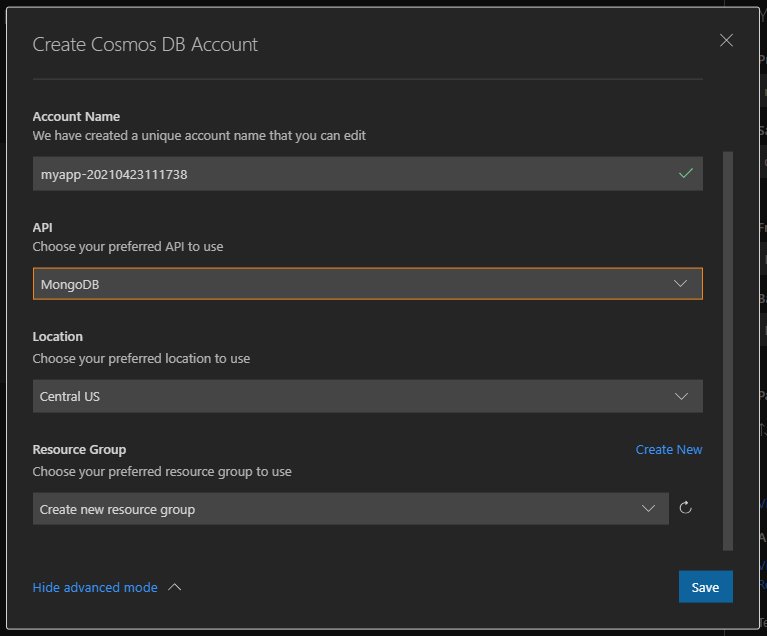 Create Cosmos DB Account
Account Name
We have created a unique account name that you can edit
myapp-20210423111738
API
Choose your preferred API to use
MongoDB
Location
Choose your preferred location to use
Central US
Resource Group
Create New
Choose your preferred resource group to use
Create new resource group
Hide advanced mode
Save